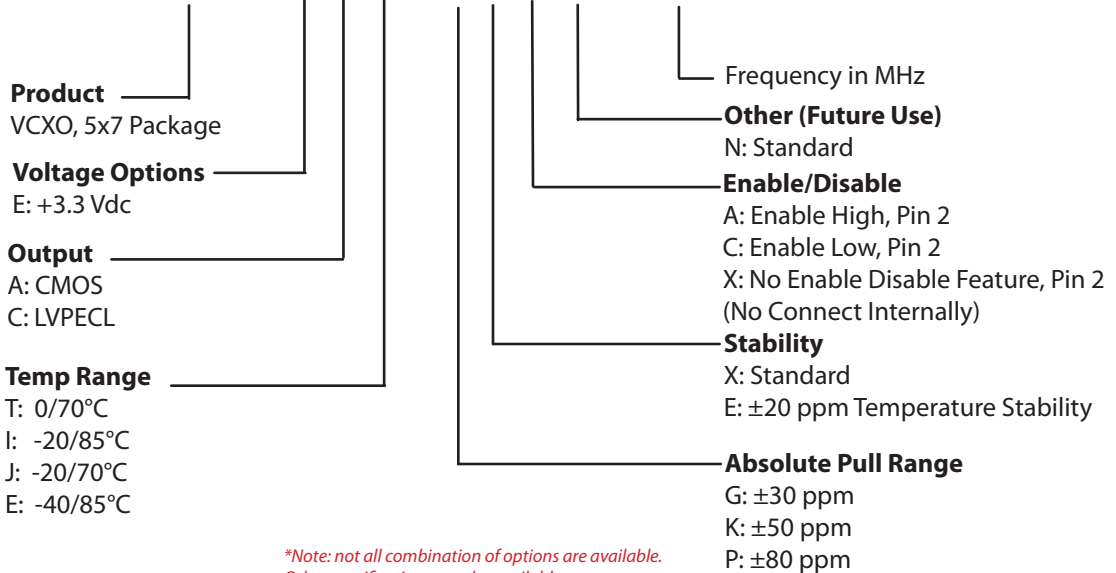 Product
VCXO, 5x7 Package
Voltage Options
E: +3.3 Vdc
Output
A: CMOS
C: LVPECL
Temp Range
T: 0/70°C
I: -20/85°C
J: -20/70°C
E: -40/85°C
Frequency in MHz
Other (Future Use)
N: Standard
Enable/Disable
A: Enable High, Pin 2
C: Enable Low, Pin 2
X: No Enable Disable Feature, Pin 2
(No Connect Internally)
Stability
X: Standard
E: ±20 ppm Temperature Stability
Absolute Pull Range
G: ±30 ppm
K: ±50 ppm
P: ±80 ppm
*Note: not all combination of options are available.